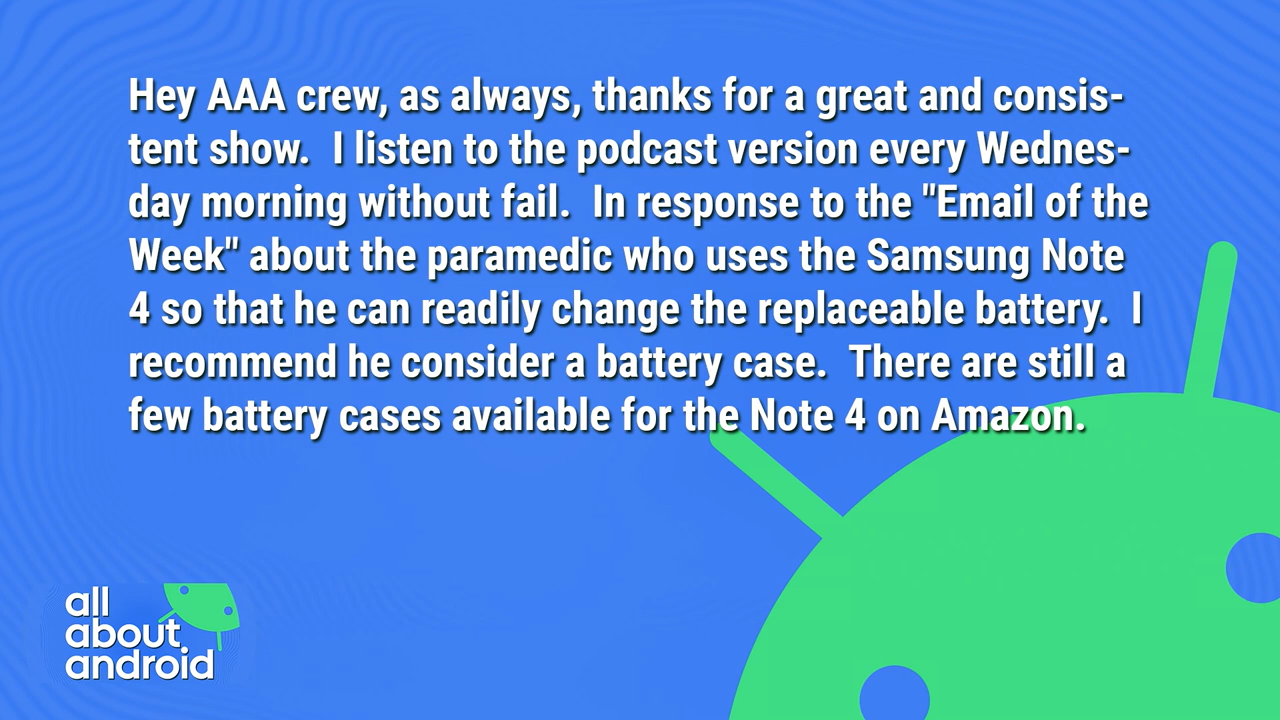 Hey AAA crew, as always, thanks for a great and consis-
tent show.  I listen to the podcast version every Wednes-
day morning without fail.  In response to the "Email of the
Week" about the paramedic who uses the Samsung Note
4 so that he can readily change the replaceable battery.  I
recommend he consider a battery case.  There are still a
few battery cases available for the Note 4 on Amazon.
all
about
android